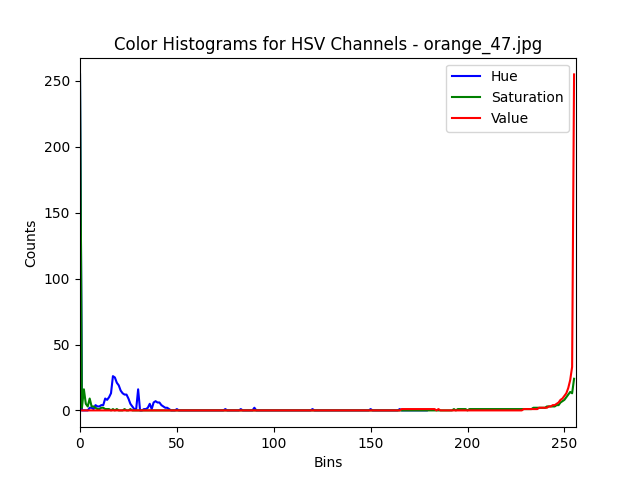 Color Histograms for HSV Channels - orange_47.jpg
Hue
Saturation
Value
Counts
250
200
150
100
50
0
0 50 100 150 200 250
Bins